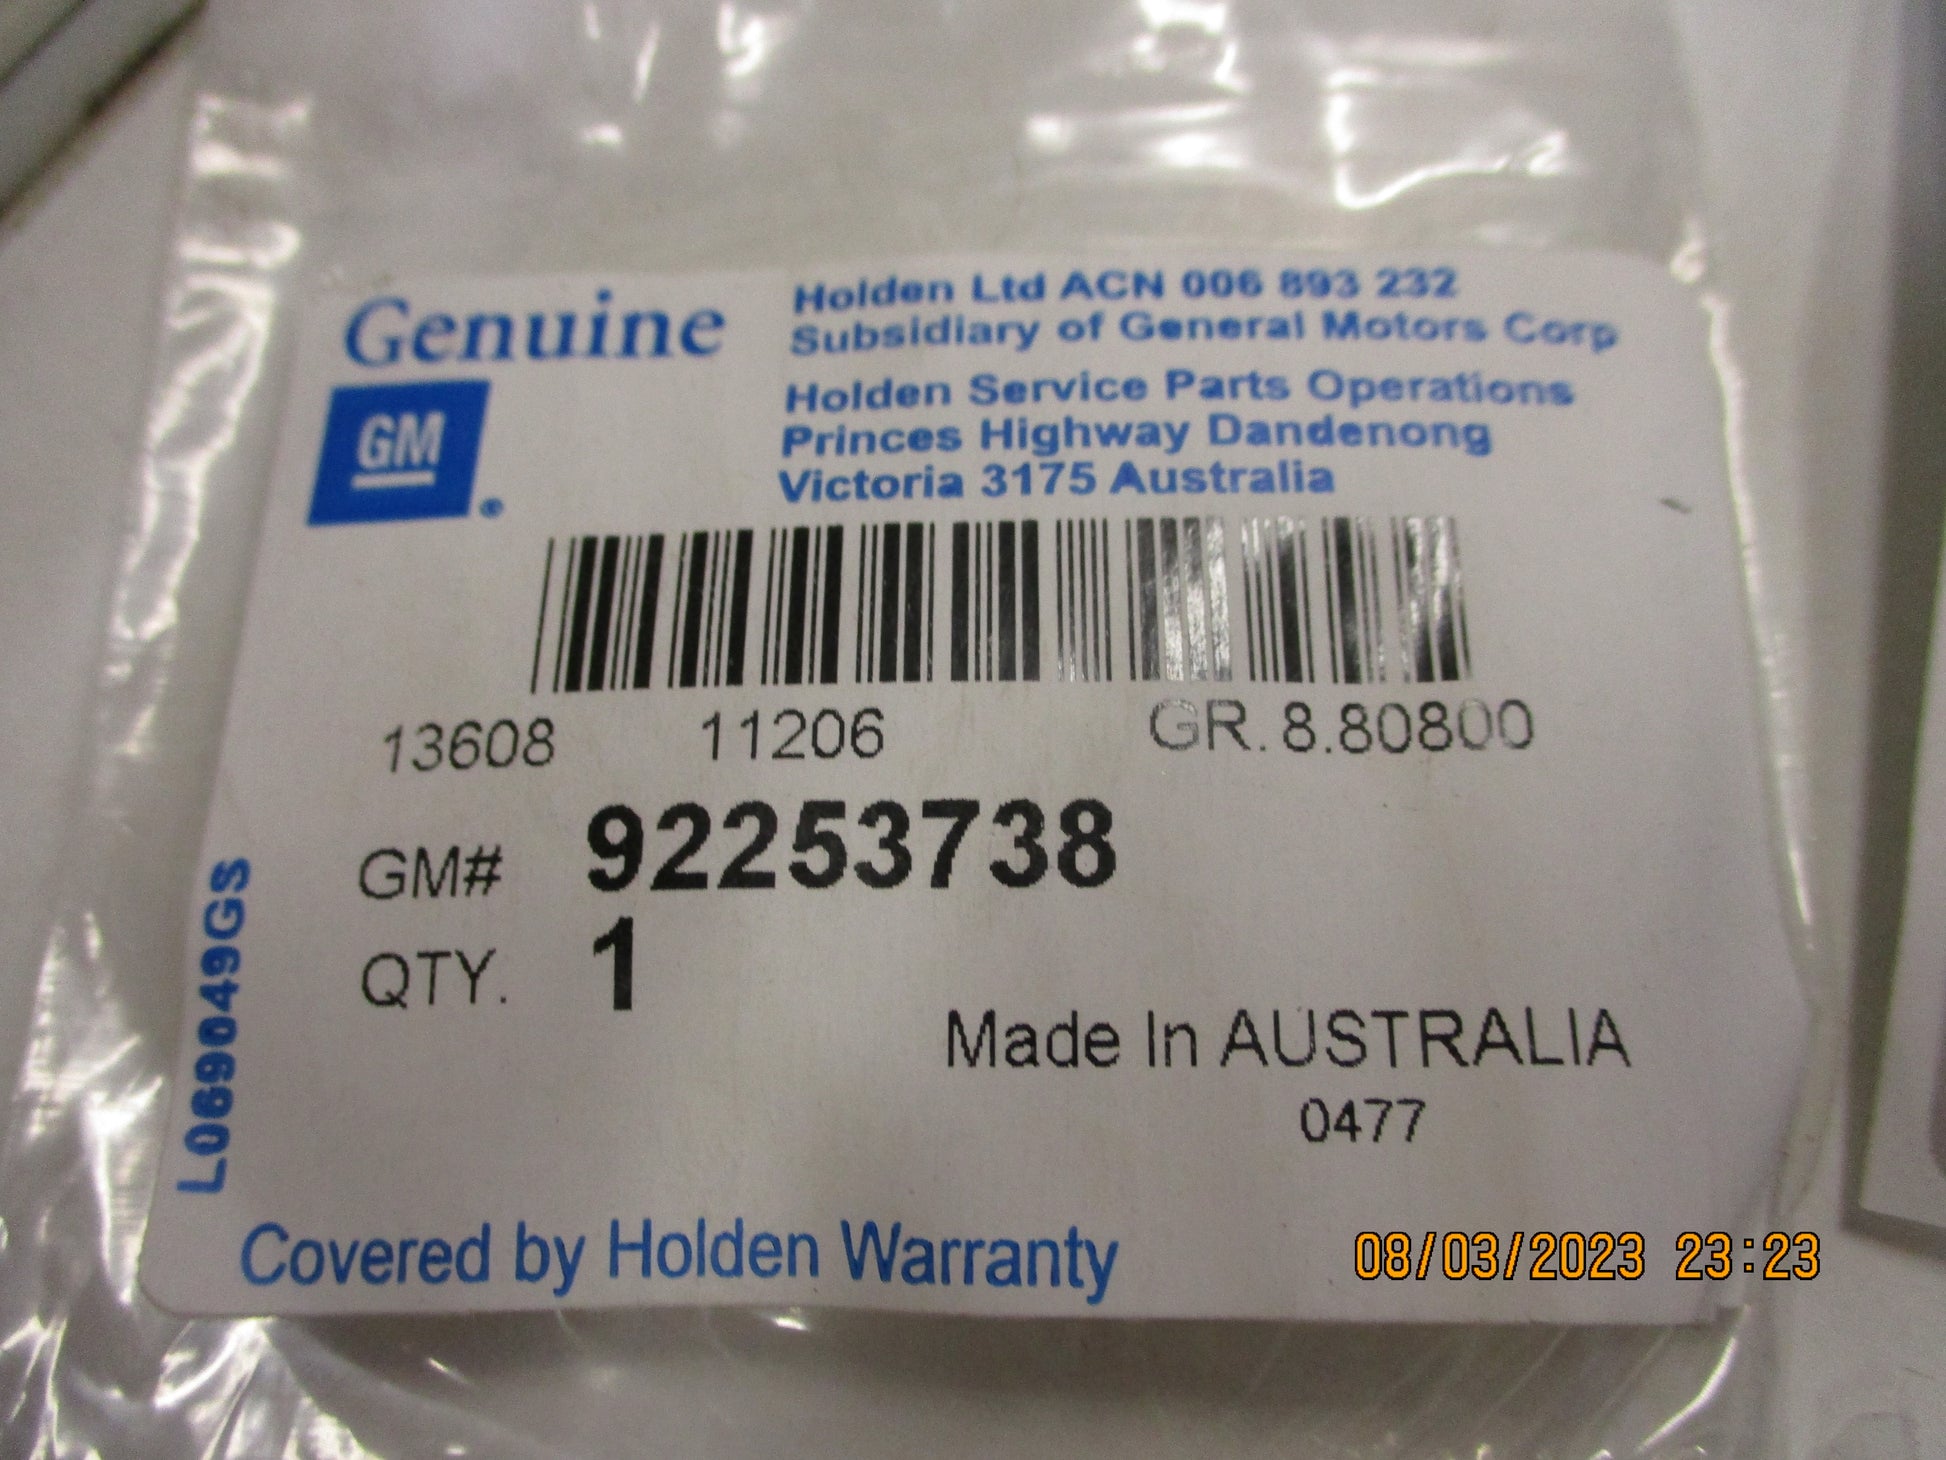 Genuine
GM
®
Holden Ltd ACN 006 893 232
Subsidiary of General Motors Corp
Holden Service Parts Operations
Princes Highway Dandenong
Victoria 3175 Australia
13608 11206 GR. 8.80800
GM# 92253738
QTY. 1
Made In AUSTRALIA
0477
L069049GS
Covered by Holden Warranty
08/03/2023 23:23